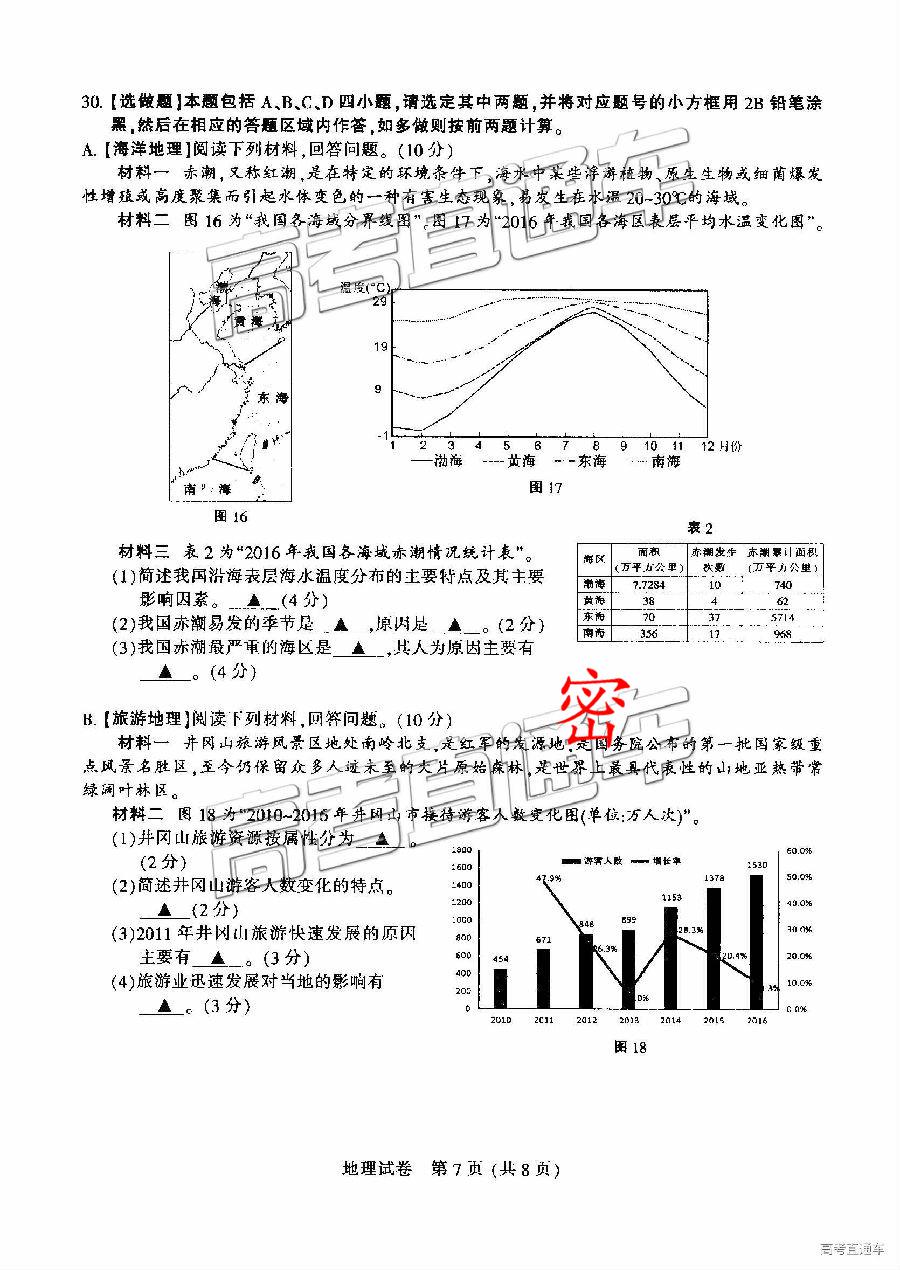 30.【选做题】本题包括 A、B、C、D 四小题,请选定其中两题,并将对应题号的小方框用 2B 铅笔涂
黑,然后在相应的答题区域内作答,如多做则按前两题计算。
A.【海洋地理】阅读下列材料,回答问题。(10 分)
材料一 赤潮,又称红潮,是在特定的环境条件下,海水中某些浮游植物、原生生物或细菌爆发
性增殖或高度聚集而引起水体变色的一种有害生态现象,易发生在水温 20~30℃的海域。
材料二 图 16 为“我国各海域分界线图”。图 17 为“2016 年我国各海区表层平均水温变化图”。
渤
海
黄 海
东 海
南 海
图 16
温度(℃)
29
19
9
-1
1 2 3 4 5 6 7 8 9 10 11 12 月份
渤海 黄海 东海 南海
图 17
材料三 表 2 为“2016 年我国各海域赤潮情况统计表”。
(1)简述我国沿海表层海水温度分布的主要特点及其主要
影响因素。 ▲ (4 分)
(2)我国赤潮易发的季节是 ▲ ,原因是 ▲ 。(2 分)
(3)我国赤潮最严重的海区是 ▲ ,其人为原因主要有
▲ 。(4 分)
表 2
海区 面积(万平方公里) 赤潮发生次数 赤潮累计面积(万平方公里)
渤海 7.7284 10 740
黄海 38 4 62
东海 70 37 5714
南海 356 17 968
密
B.【旅游地理】阅读下列材料,回答问题。(10 分)
材料一 井冈山旅游风景区地处南岭北支,是红军的发源地,是国务院公布的第一批国家级重
点风景名胜区,至今仍保留众多人迹未至的大片原始森林,是世界上最具代表性的山地亚热带常
绿阔叶林区。
材料二 图 18 为“2010~2016 年井冈山市接待游客人数变化图(单位:万人次)”。
(1)井冈山旅游资源按属性分为 ▲ 。
(2 分)
(2)简述井冈山游客人数变化的特点。
▲ (2 分)
(3)2011 年井冈山旅游快速发展的原因
主要有 ▲ 。(3 分)
(4)旅游业迅速发展对当地的影响有
▲ 。(3 分)
游客人数 增长率
1800
1600
1400
1200
1000
800
600
400
200
0
454 671 848 899 1153 1378 1530
47.9% 26.3% 28.3% 20.4%
60.0%
50.0%
40.0%
30.0%
20.0%
10.0%
0.0%
2010 2011 2012 2013 2014 2015 2016
图 18
高考直通车
高考直通车
地理试卷 第 7 页 (共 8 页)
高考直通车